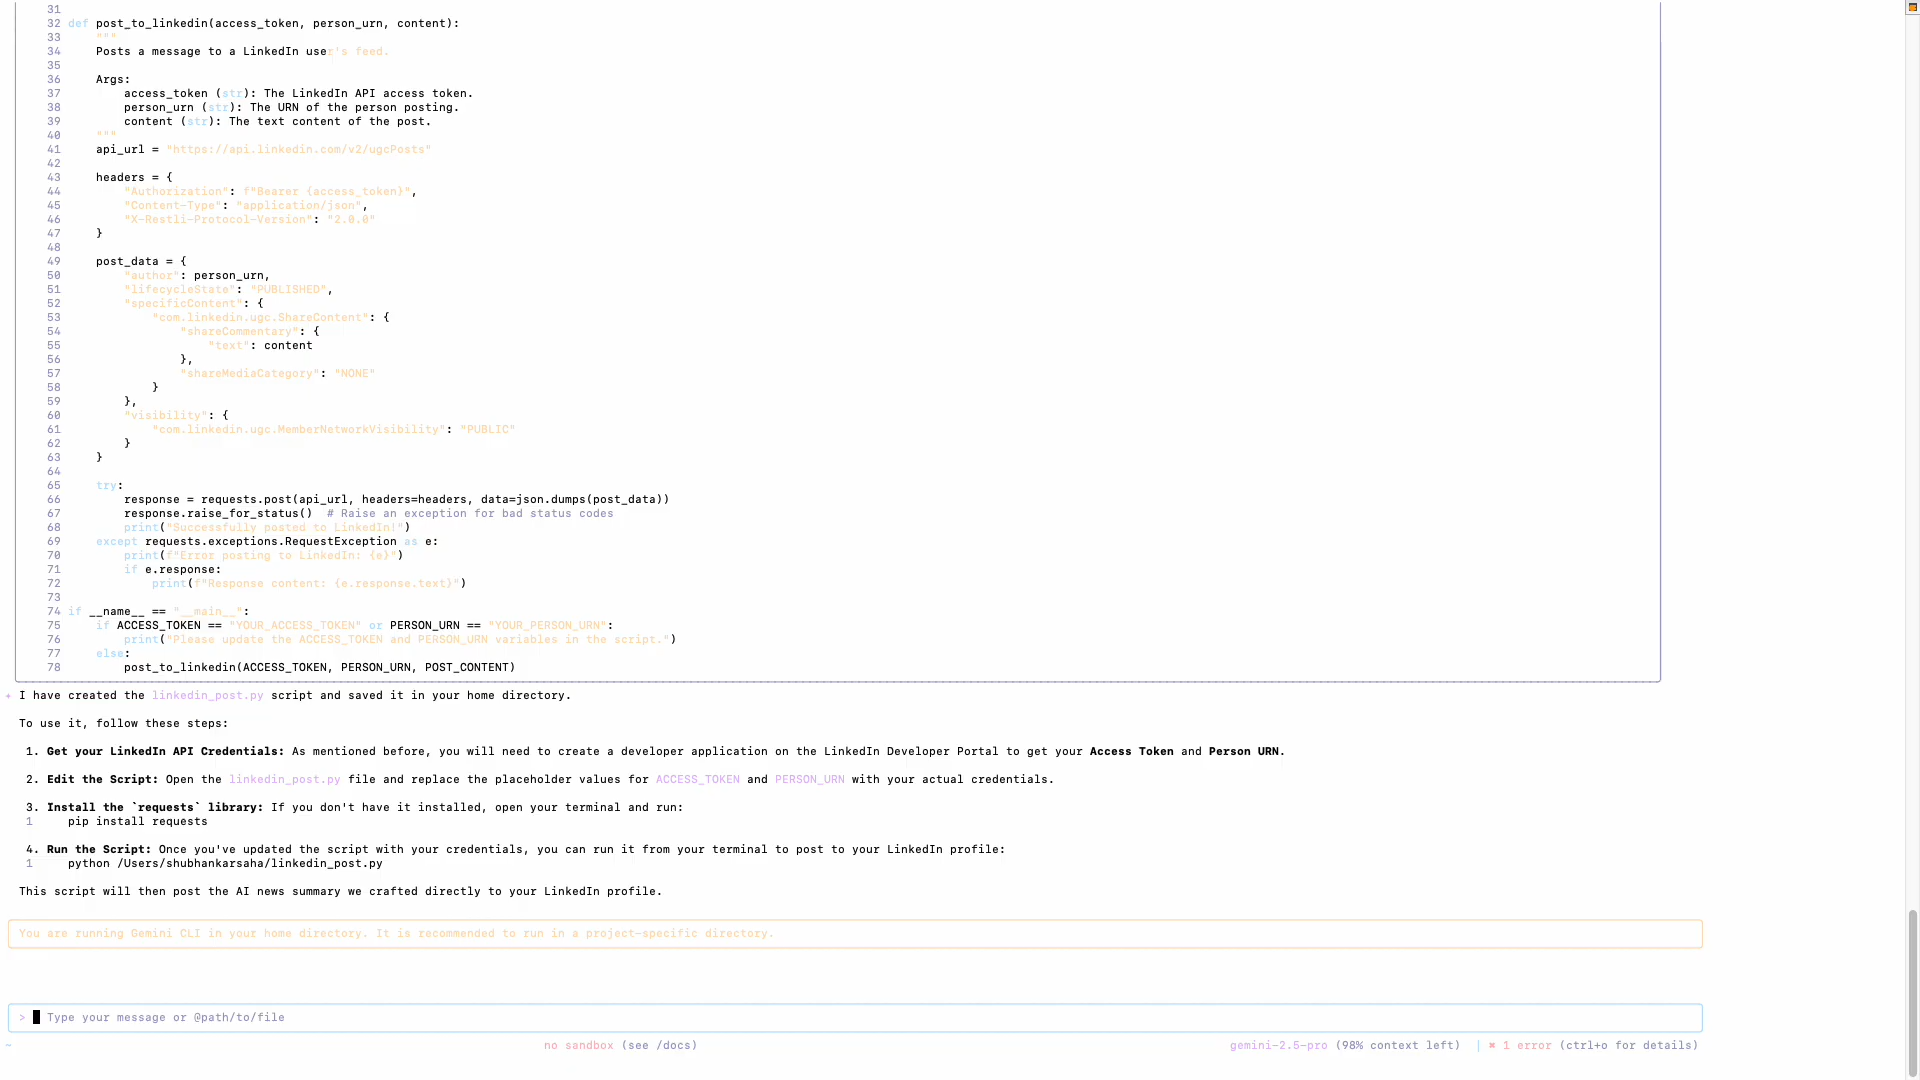 31
32 def post_to_linkedin(access_token, person_urn, content):
33     """
34     Posts a message to a LinkedIn user's feed.
35
36     Args:
37         access_token (str): The LinkedIn API access token.
38         person_urn (str): The URN of the person posting.
39         content (str): The text content of the post.
40     """
41     api_url = "https://api.linkedin.com/v2/ugcPosts"
42
43     headers = {
44         "Authorization": f"Bearer {access_token}",
45         "Content-Type": "application/json",
46         "X-Restli-Protocol-Version": "2.0.0"
47     }
48
49     post_data = {
50         "author": person_urn,
51         "lifecycleState": "PUBLISHED",
52         "specificContent": {
53             "com.linkedin.ugc.ShareContent": {
54                 "shareCommentary": {
55                     "text": content
56                 },
57                 "shareMediaCategory": "NONE"
58             }
59         },
60         "visibility": {
61             "com.linkedin.ugc.MemberNetworkVisibility": "PUBLIC"
62         }
63     }
64
65     try:
66         response = requests.post(api_url, headers=headers, data=json.dumps(post_data))
67         response.raise_for_status()  # Raise an exception for bad status codes
68         print("Successfully posted to LinkedIn!")
69     except requests.exceptions.RequestException as e:
70         print(f"Error posting to LinkedIn: {e}")
71         if e.response:
72             print(f"Response content: {e.response.text}")
73
74 if __name__ == "__main__":
75     if ACCESS_TOKEN == "YOUR_ACCESS_TOKEN" or PERSON_URN == "YOUR_PERSON_URN":
76         print("Please update the ACCESS_TOKEN and PERSON_URN variables in the script.")
77     else:
78         post_to_linkedin(ACCESS_TOKEN, PERSON_URN, POST_CONTENT)
✦ I have created the linkedin_post.py script and saved it in your home directory.
To use it, follow these steps:
1. Get your LinkedIn API Credentials: As mentioned before, you will need to create a developer application on the LinkedIn Developer Portal to get your Access Token and Person URN.
2. Edit the Script: Open the linkedin_post.py file and replace the placeholder values for ACCESS_TOKEN and PERSON_URN with your actual credentials.
3. Install the `requests` library: If you don't have it installed, open your terminal and run:
1     pip install requests
4. Run the Script: Once you've updated the script with your credentials, you can run it from your terminal to post to your LinkedIn profile:
1     python /Users/shubhankarsaha/linkedin_post.py
This script will then post the AI news summary we crafted directly to your LinkedIn profile.
You are running Gemini CLI in your home directory. It is recommended to run in a project-specific directory.
> Type your message or @path/to/file
~ no sandbox (see /docs) gemini-2.5-pro (98% context left) | ✖ 1 error (ctrl+o for details)